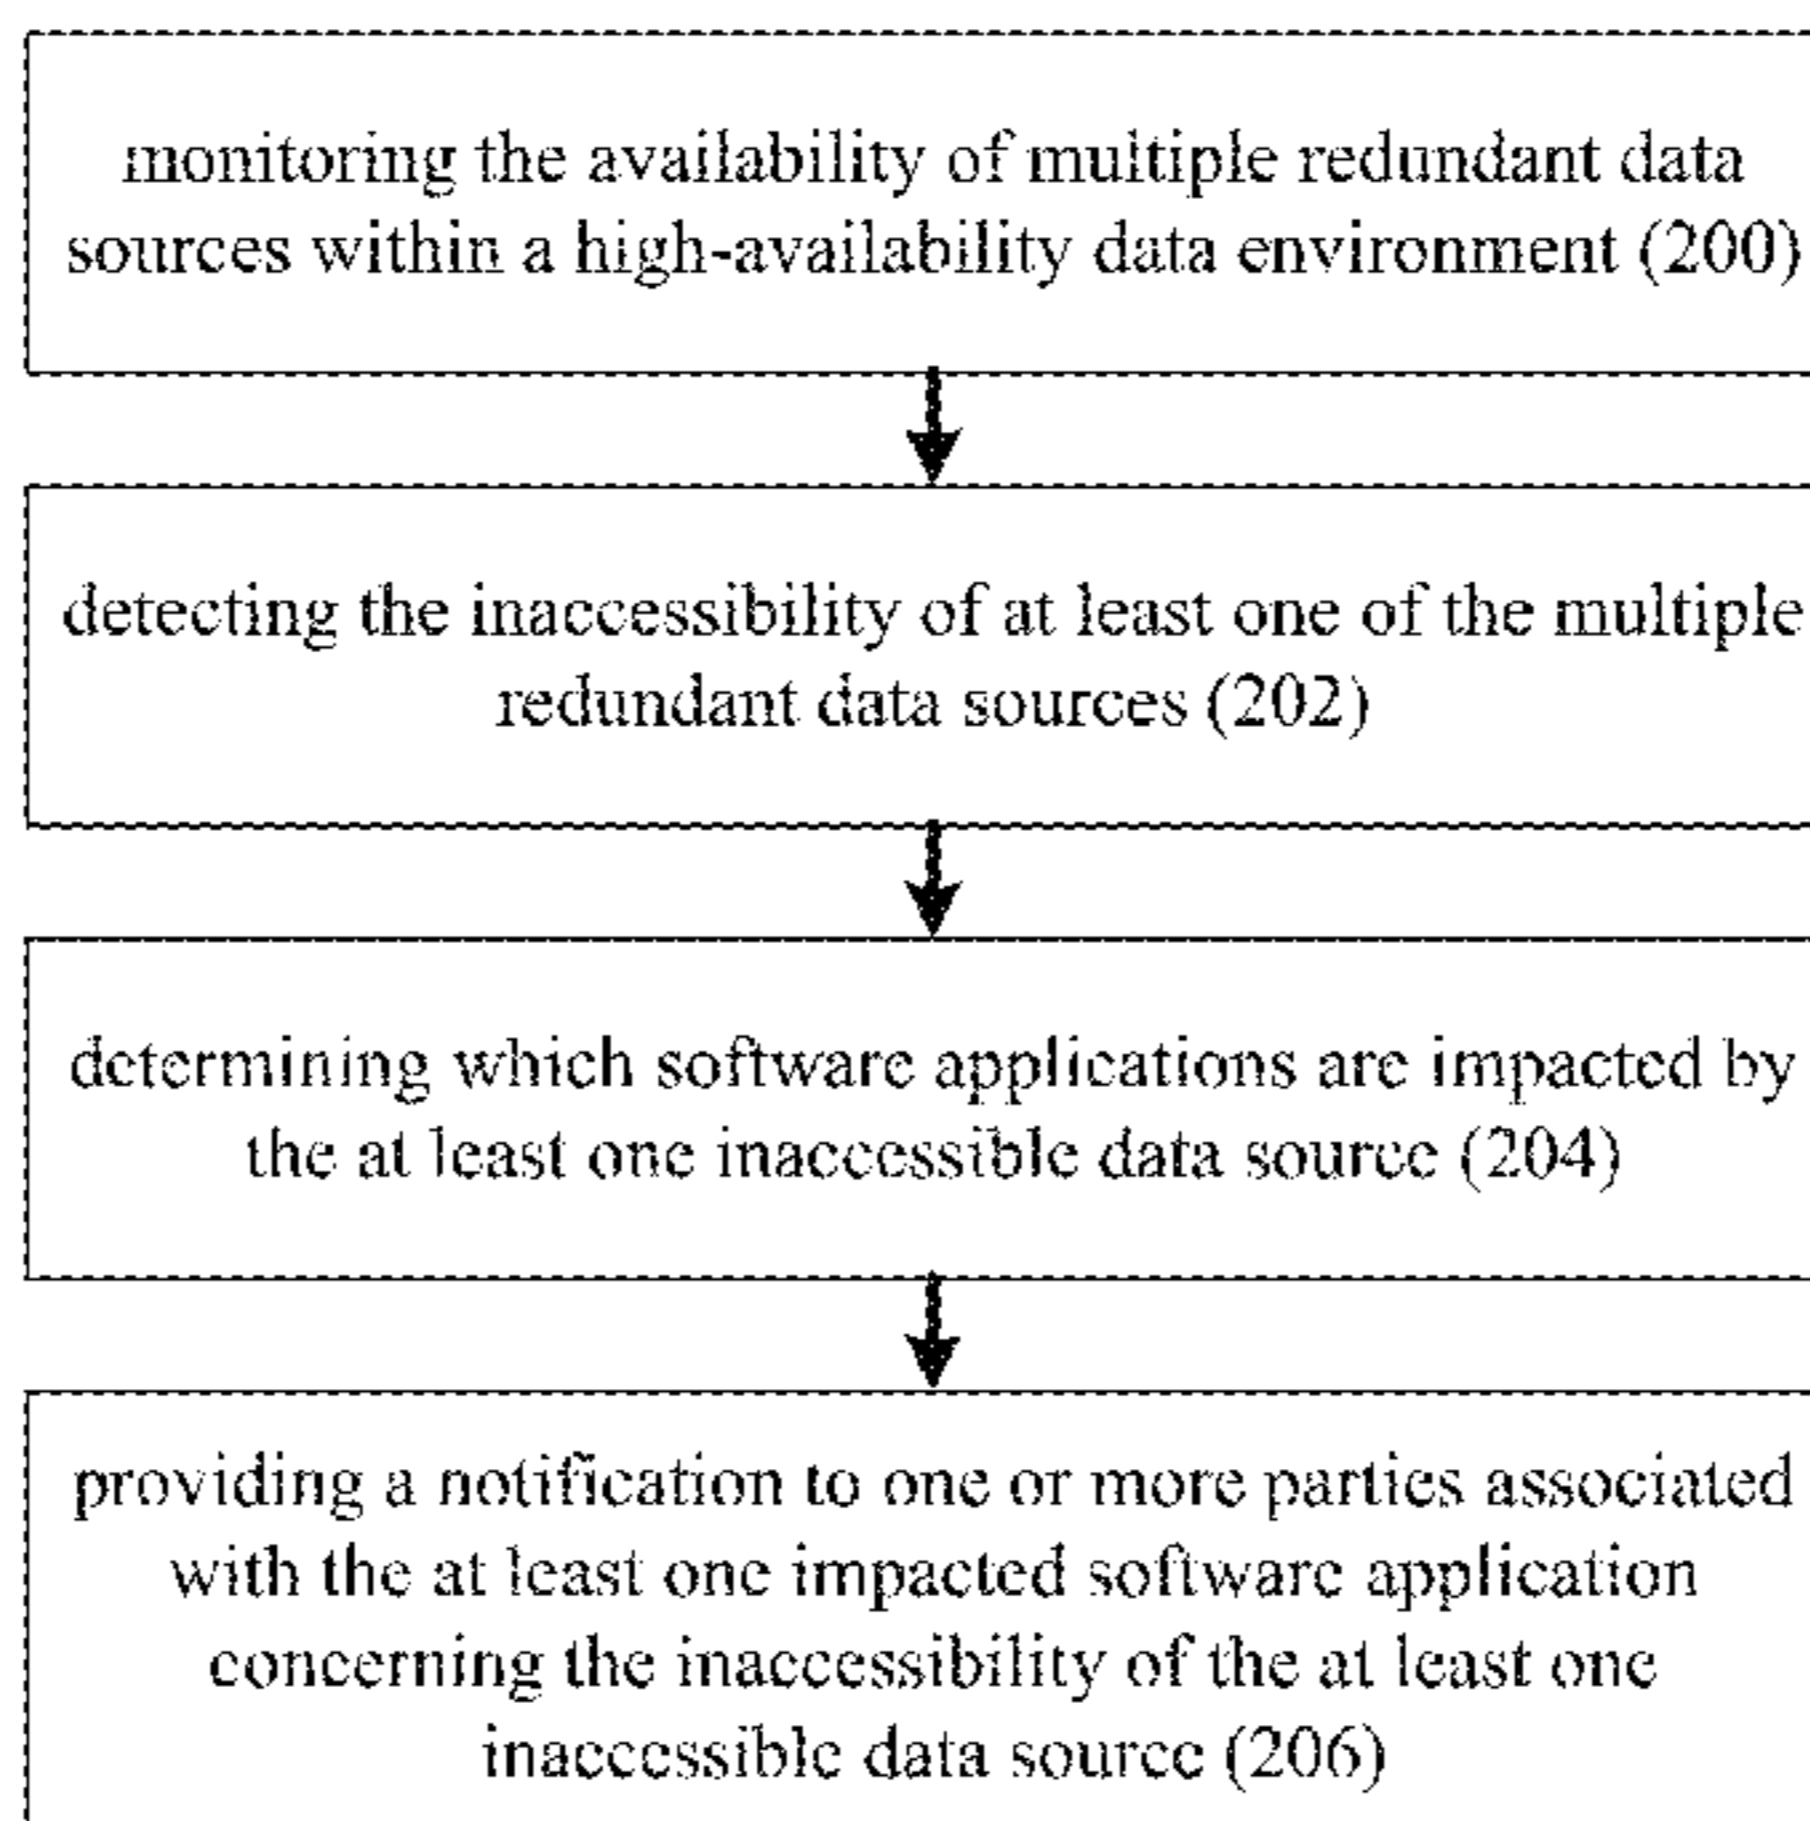 monitoring the availability of multiple redundant data
sources within a high-availability data environment (200)
detecting the inaccessibility of at least one of the multiple
redundant data sources (202)
determining which software applications are impacted by
the at least one inaccessible data source (204)
providing a notification to one or more parties associated
with the at least one impacted software application
concerning the inaccessibility of the at least one
inaccessible data source (206)